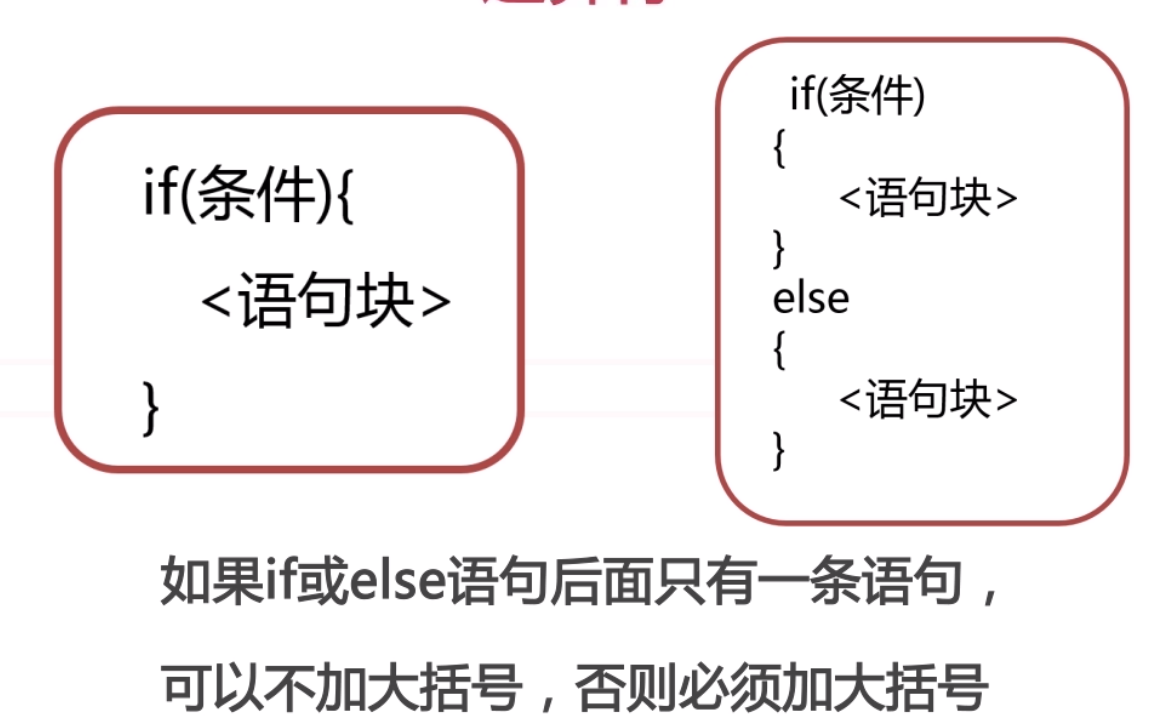 if(条件){
<语句块>
}
if(条件)
{
<语句块>
}
else
{
<语句块>
}
如果if或else语句后面只有一条语句，
可以不加大括号，否则必须加大括号